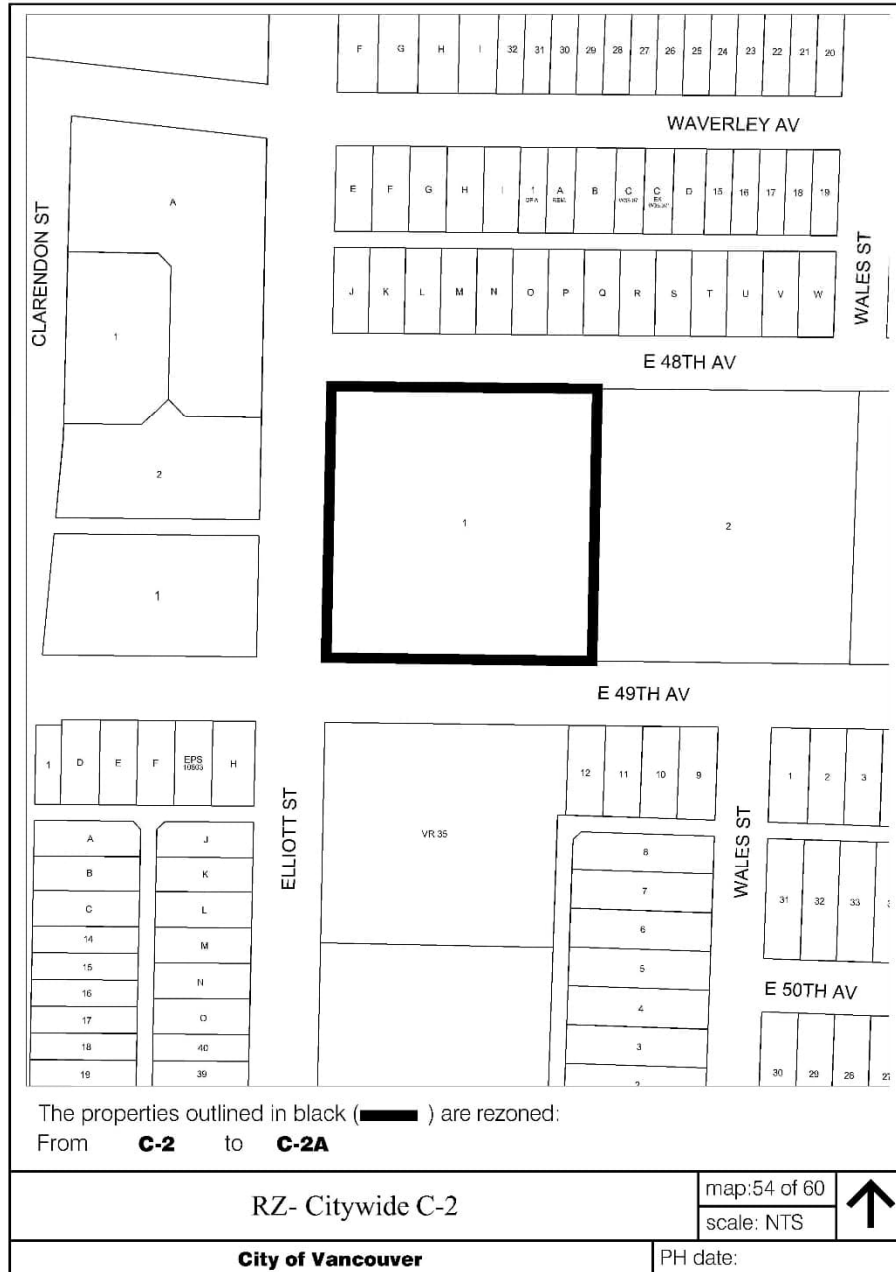 F G H I 32 31 30 29 28 27 26 25 24 23 22 21 20
WAVERLEY AV
CLARENDON ST
A
E F G H I 1 A B C C D 15 16 17 18 19
REM.
EX
J K L M N O P Q R S T U V W
WALES ST
E 48TH AV
1
2
1
2
1
E 49TH AV
1 D E F EPS H
10803
ELLIOTT ST
VR 35
12 11 10 9
WALES ST
1 2 3
A J
B K
C L
14 M
15 N
16 O
17 40
18 39
19
8
7
6
5
4
3
2
31 32 33
E 50TH AV
30 29 28 27
The properties outlined in black ( ) are rezoned:
From C-2 to C-2A
RZ- Citywide C-2
map:54 of 60
scale: NTS
City of Vancouver
PH date: